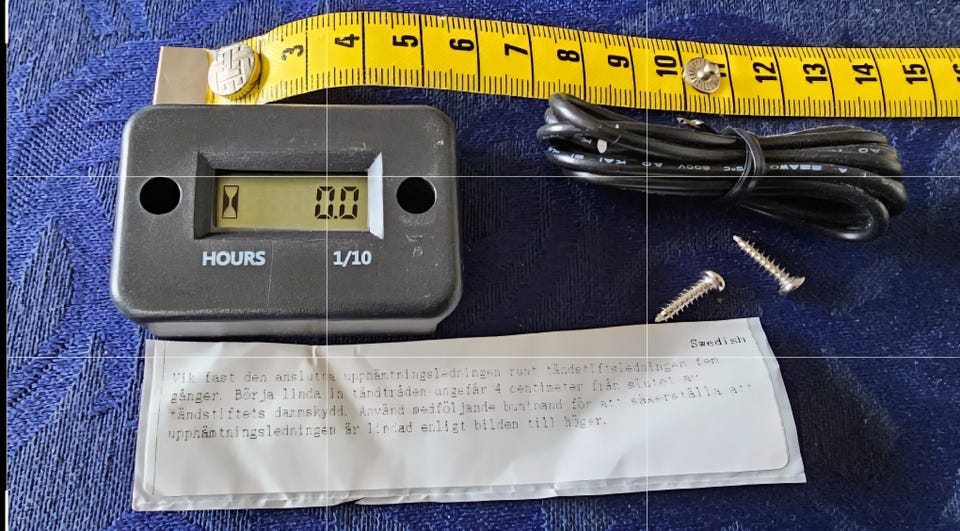 3 4 5 6 7 8 9 10 11 12 13 14 15
0.0
HOURS 1/10
600V
Swedish
Vik fast den anslutna upphämtningsledningen runt tändstiftsledningen fem
gånger. Börja linda in tändtråden ungefär 4 centimeter från slutet av
tändstiftets dammskydd. Använd medföljande buntband för att säkerställa att
upphämtningsledningen är lindad enligt bilden till höger.